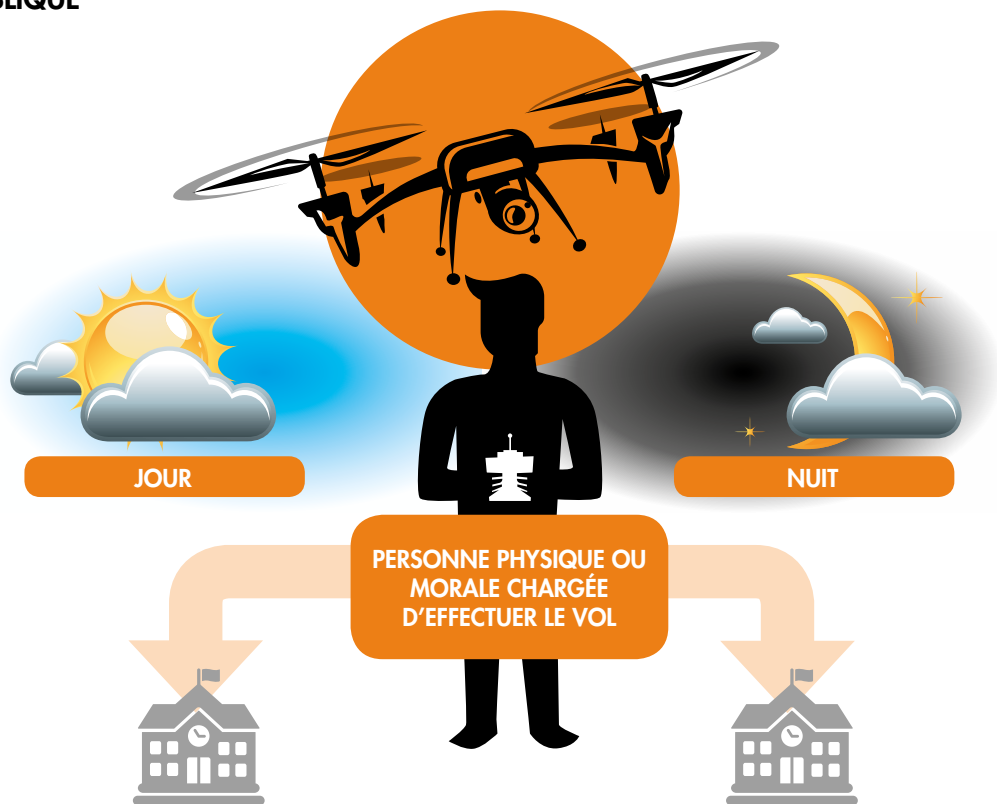 JOUR
NUIT
PERSONNE PHYSIQUE OU
MORALE CHARGÉE
D'EFFECTUER LE VOL